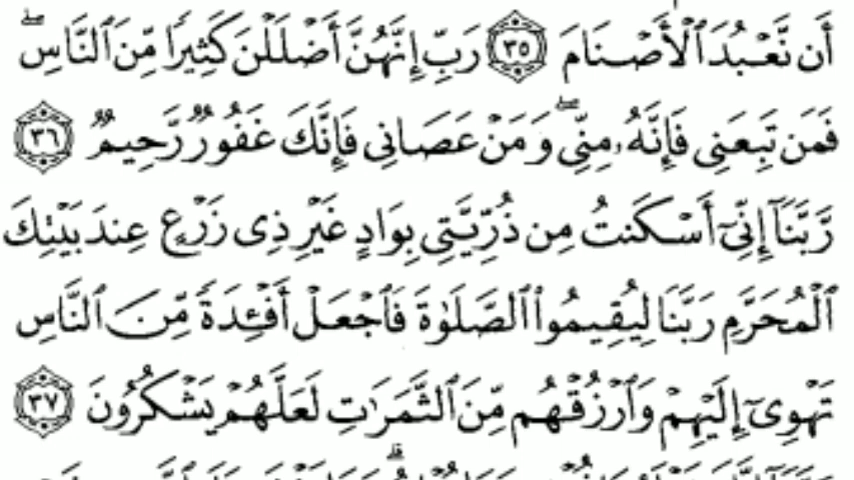 أَن نَّعْبُدَ ٱلْأَصْنَامَ ٣٥ رَبِّ إِنَّهُنَّ أَضْلَلْنَ كَثِيرًا مِّنَ ٱلنَّاسِ ۖ
فَمَن تَبِعَنِى فَإِنَّهُۥ مِنِّى ۖ وَمَنْ عَصَانِى فَإِنَّكَ غَفُورٌ رَّحِيمٌ ٣٦
رَّبَّنَآ إِنِّىٓ أَسْكَنتُ مِن ذُرِّيَّتِى بِوَادٍ غَيْرِ ذِى زَرْعٍ عِندَ بَيْتِكَ
ٱلْمُحَرَّمِ رَبَّنَا لِيُقِيمُوا۟ ٱلصَّلَوٰةَ فَٱجْعَلْ أَفْـِٔدَةً مِّنَ ٱلنَّاسِ
تَهْوِىٓ إِلَيْهِمْ وَٱرْزُقْهُم مِّنَ ٱلثَّمَرَٰتِ لَعَلَّهُمْ يَشْكُرُونَ ٣٧